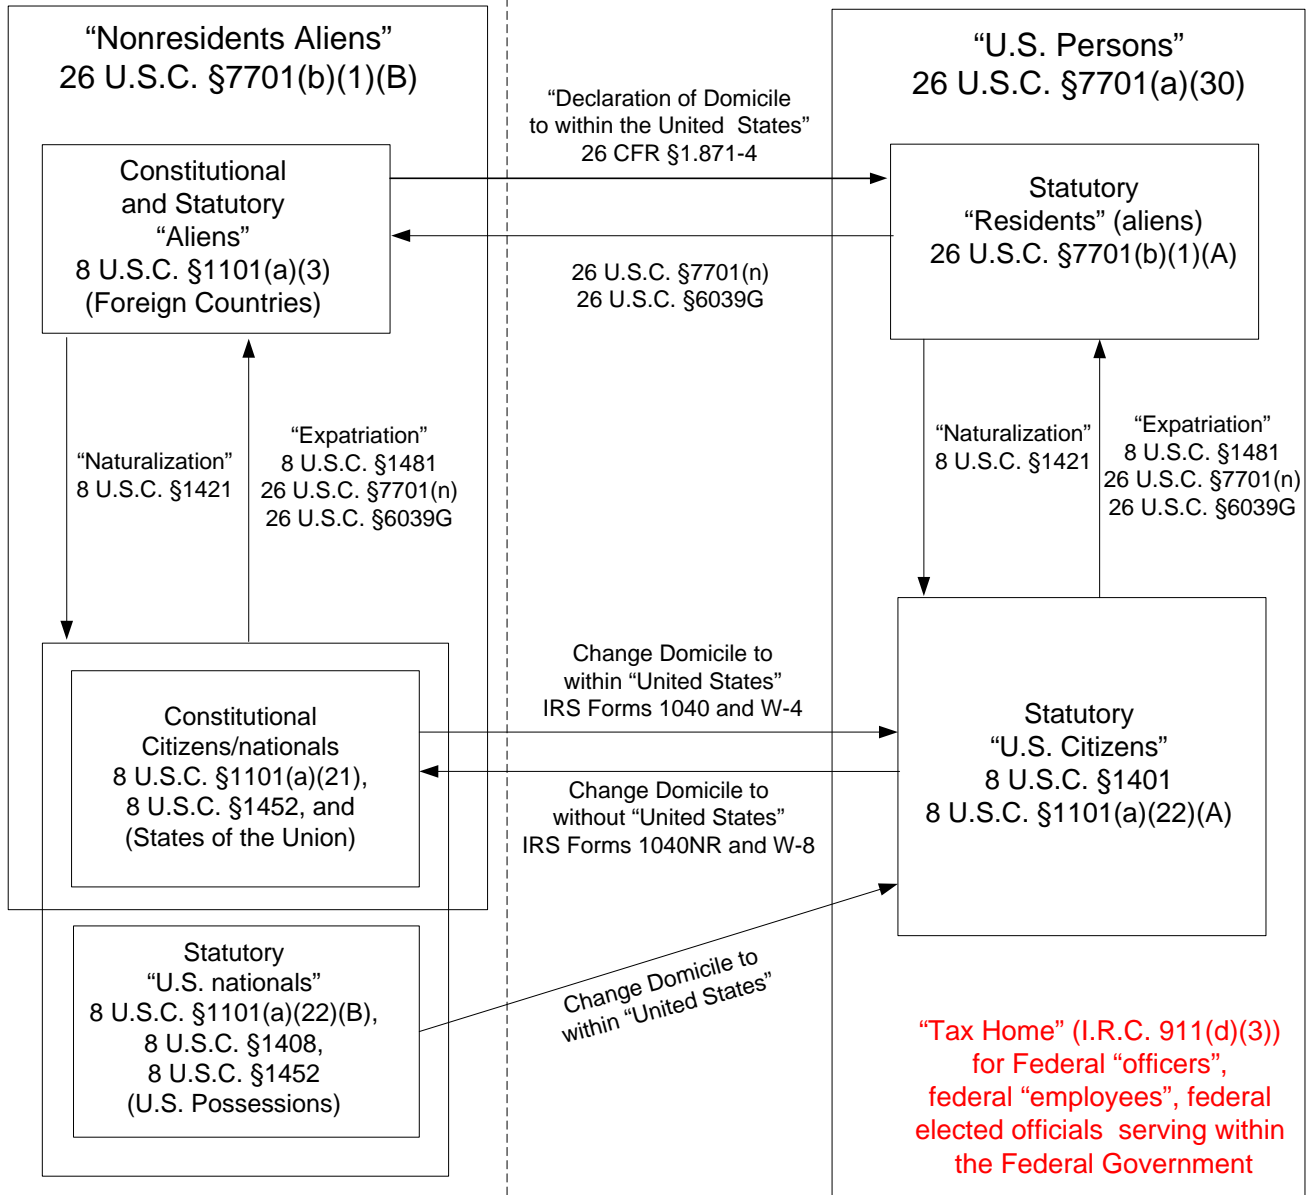 “Nonresidents Aliens”
26 U.S.C. §7701(b)(1)(B)
“U.S. Persons”
26 U.S.C. §7701(a)(30)
“Declaration of Domicile
to within the United  States”
26 CFR §1.871-4
Constitutional
and Statutory
“Aliens”
8 U.S.C. §1101(a)(3)
(Foreign Countries)
Statutory
“Residents” (aliens)
26 U.S.C. §7701(b)(1)(A)
26 U.S.C. §7701(n)
26 U.S.C. §6039G
“Naturalization”
8 U.S.C. §1421
“Expatriation”
8 U.S.C. §1481
26 U.S.C. §7701(n)
26 U.S.C. §6039G
“Naturalization”
8 U.S.C. §1421
“Expatriation”
8 U.S.C. §1481
26 U.S.C. §7701(n)
26 U.S.C. §6039G
Change Domicile to
within “United States”
IRS Forms 1040 and W-4
Constitutional
Citizens/nationals
8 U.S.C. §1101(a)(21),
8 U.S.C. §1452, and
(States of the Union)
Statutory
“U.S. Citizens”
8 U.S.C. §1401
8 U.S.C. §1101(a)(22)(A)
Change Domicile to
without “United States”
IRS Forms 1040NR and W-8
Statutory
“U.S. nationals”
8 U.S.C. §1101(a)(22)(B),
8 U.S.C. §1408,
8 U.S.C. §1452
(U.S. Possessions)
Change Domicile to
within “United States”
“Tax Home” (I.R.C. 911(d)(3))
for Federal “officers”,
federal “employees”, federal
elected officials  serving within
the Federal Government